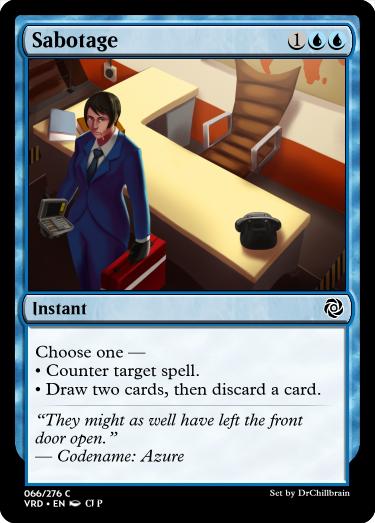 Sabotage 1
Instant
Choose one —
• Counter target spell.
• Draw two cards, then discard a card.
“They might as well have left the front
door open.”
— Codename: Azure
066/276 C
VRD • EN
Set by DrChillbrain